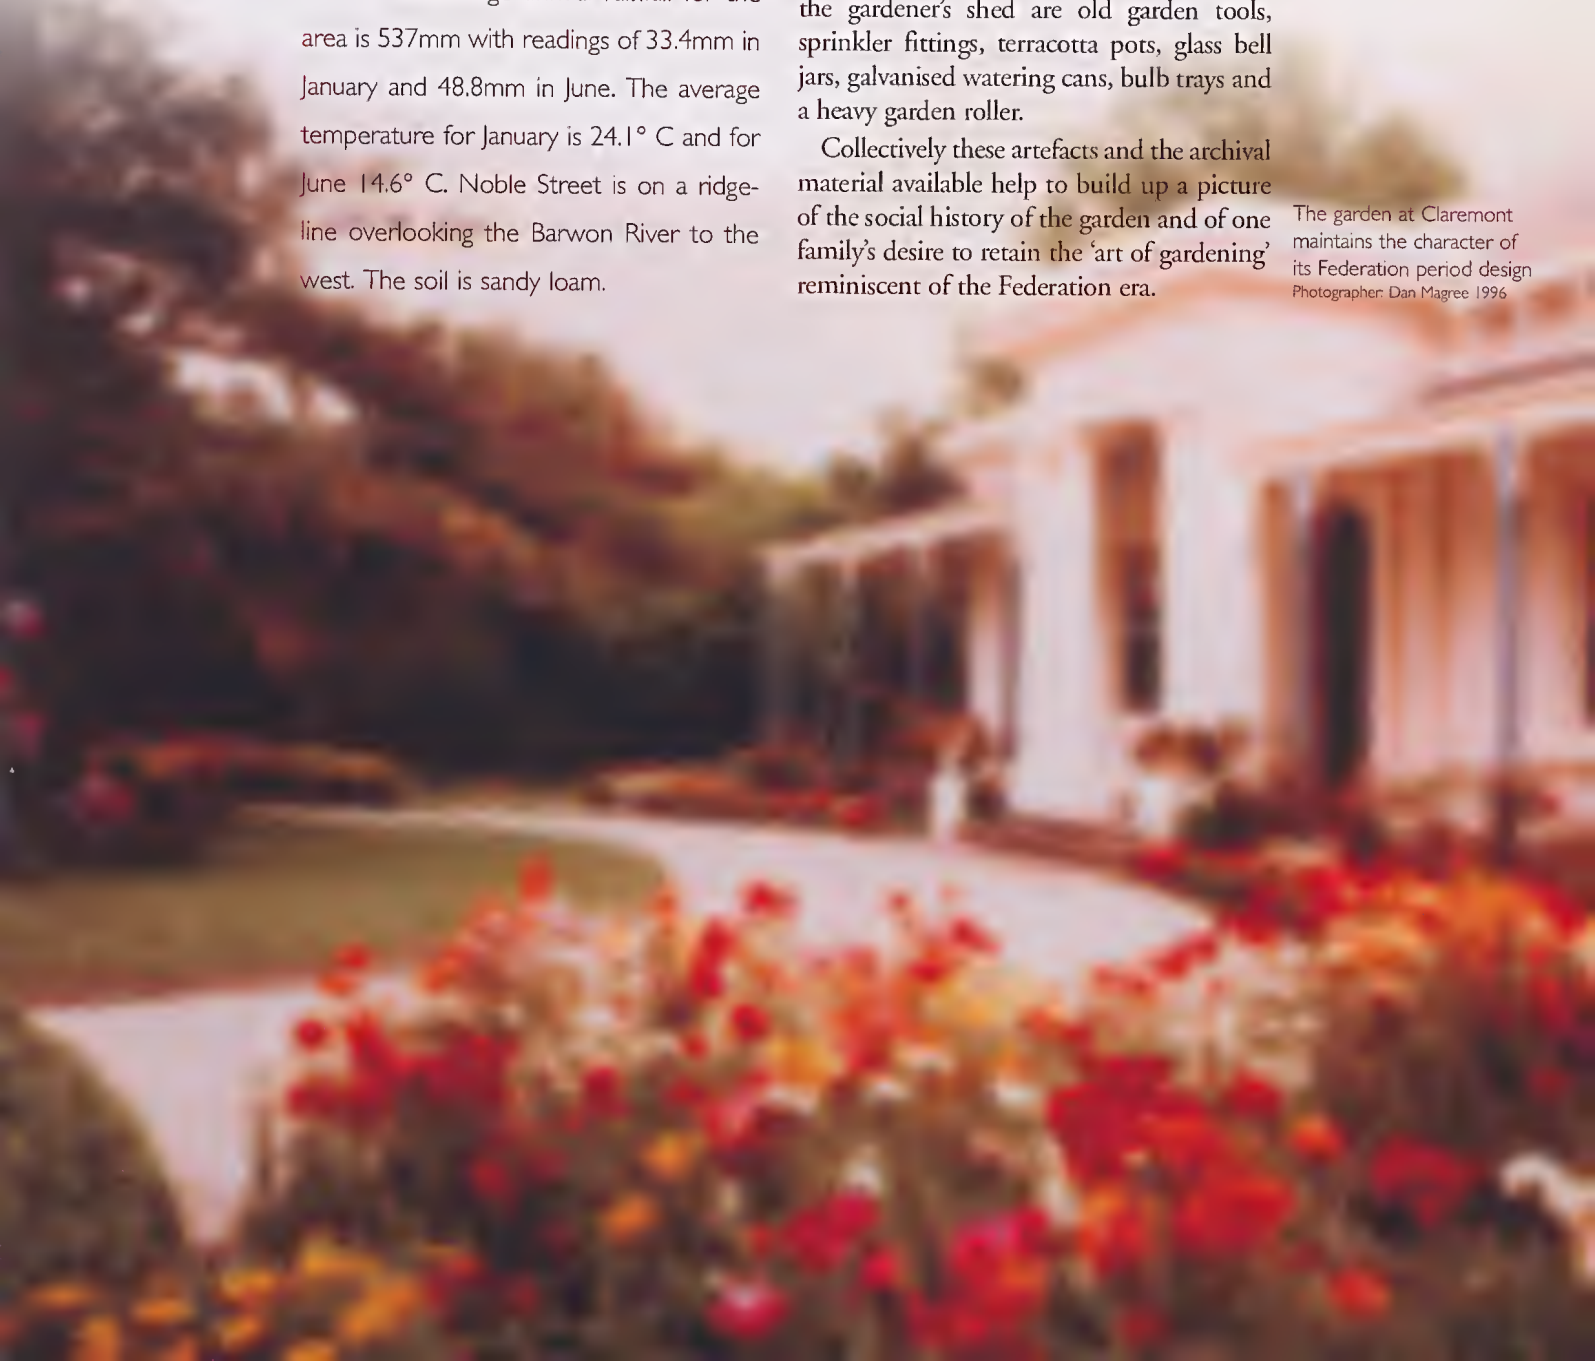 area is 537mm with readings of 33.4mm in
January and 48.8mm in June. The average
temperature for January is 24.1° C and for
June 14.6° C. Noble Street is on a ridge-
line overlooking the Barwon River to the
west. The soil is sandy loam.
the gardener's shed are old garden tools,
sprinkler fittings, terracotta pots, glass bell
jars, galvanised watering cans, bulb trays and
a heavy garden roller.
Collectively these artefacts and the archival
material available help to build up a picture
of the social history of the garden and of one
family's desire to retain the 'art of gardening'
reminiscent of the Federation era.
The garden at Claremont
maintains the character of
its Federation period design
Photographer: Dan Magree 1996